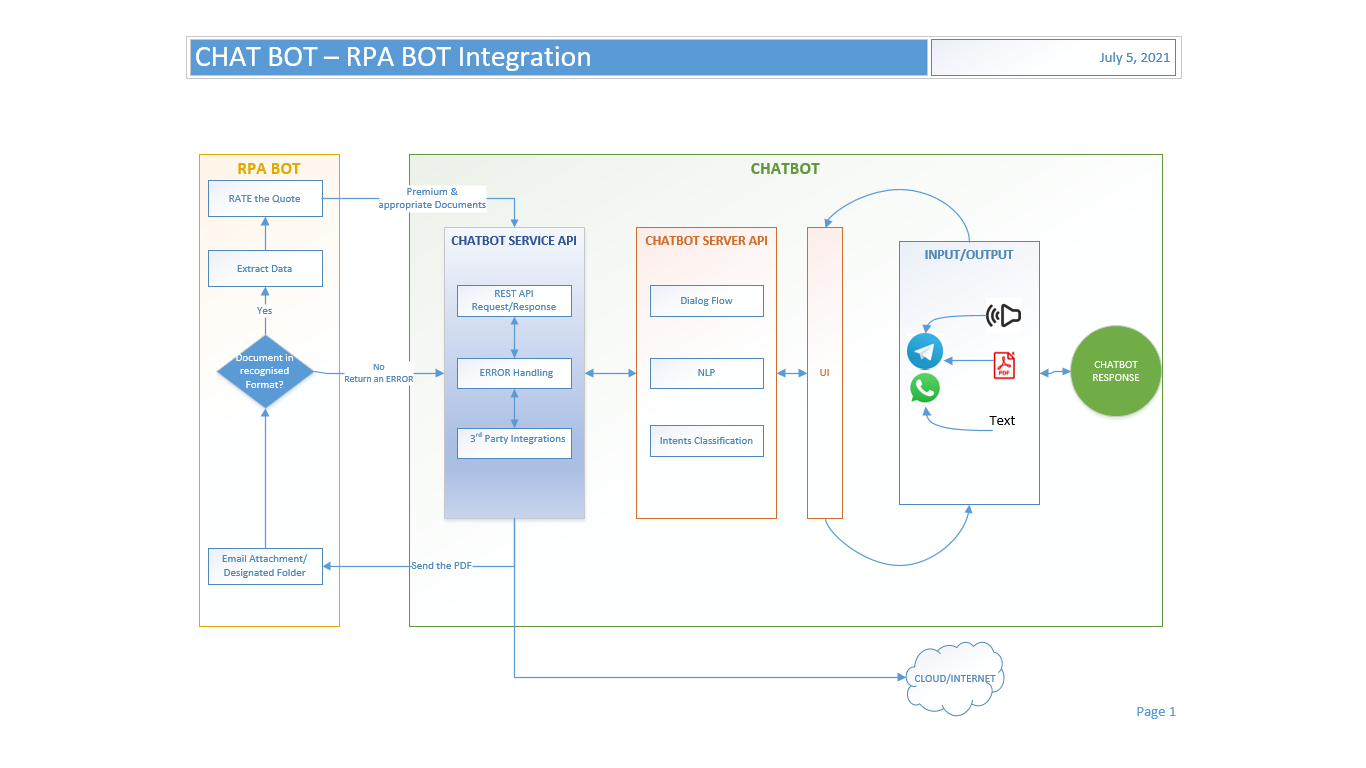 CHAT BOT – RPA BOT Integration
July 5, 2021
RPA BOT
RATE the Quote
Extract Data
Yes
Document in
recognised
Format?
Email Attachment/
Designated Folder
Premium &
appropriate Documents
No
Return an ERROR
Send the PDF
CHATBOT
CHATBOT SERVICE API
REST API
Request/Response
ERROR Handling
3rd Party Integrations
CHATBOT SERVER API
Dialog Flow
NLP
Intents Classification
UI
INPUT/OUTPUT
PDF
Text
CHATBOT
RESPONSE
CLOUD/INTERNET
Page 1